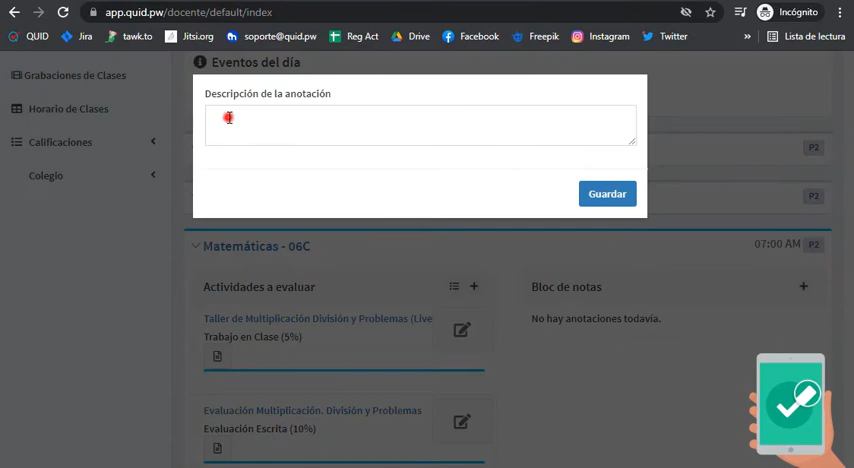 app.quid.pw/docente/default/index
Incógnito
QUID
Jira
tawk.to
Jitsi.org
soporte@quid.pw
Reg Act
Drive
Facebook
Freepik
Instagram
Twitter
»
Lista de lectura
Grabaciones de Clases
Horario de Clases
Calificaciones
Colegio
Eventos del día
Descripción de la anotación
Guardar
P2
P2
Matemáticas - 06C
07:00 AM P2
Actividades a evaluar
Bloc de notas
Taller de Multiplicación División y Problemas (Live
Trabajo en Clase (5%)
No hay anotaciones todavía.
Evaluación Multiplicación. División y Problemas
Evaluación Escrita (10%)